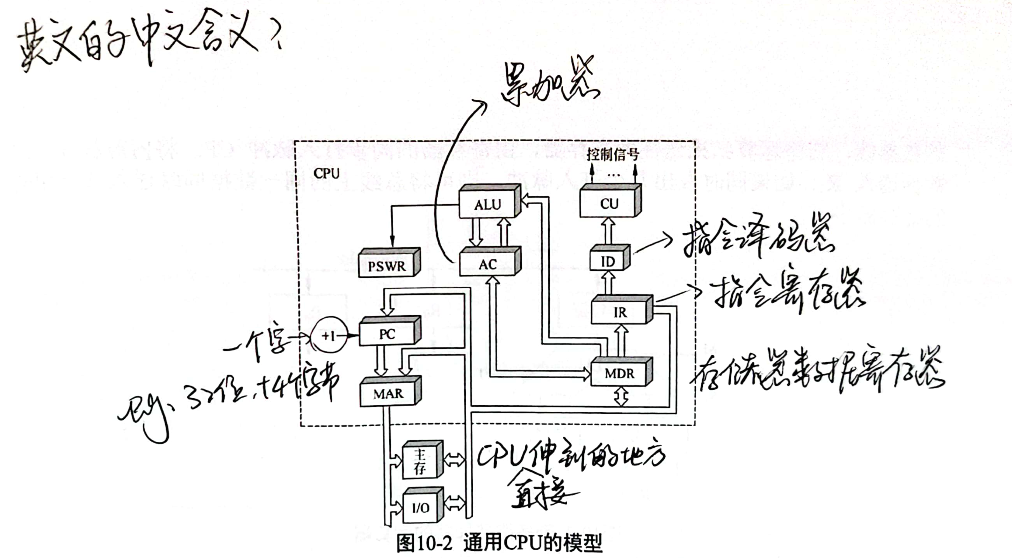 英文的中文含义?
累加器
控制信号
...
CPU
ALU
CU
PSWR
AC
ID
指令译码器
IR
指令寄存器
一个字
+1
PC
eg. 32位,+4个字节
MDR
存储器数据寄存器
MAR
主存
CPU伸到的地方
直接
I/O
图10-2 通用CPU的模型